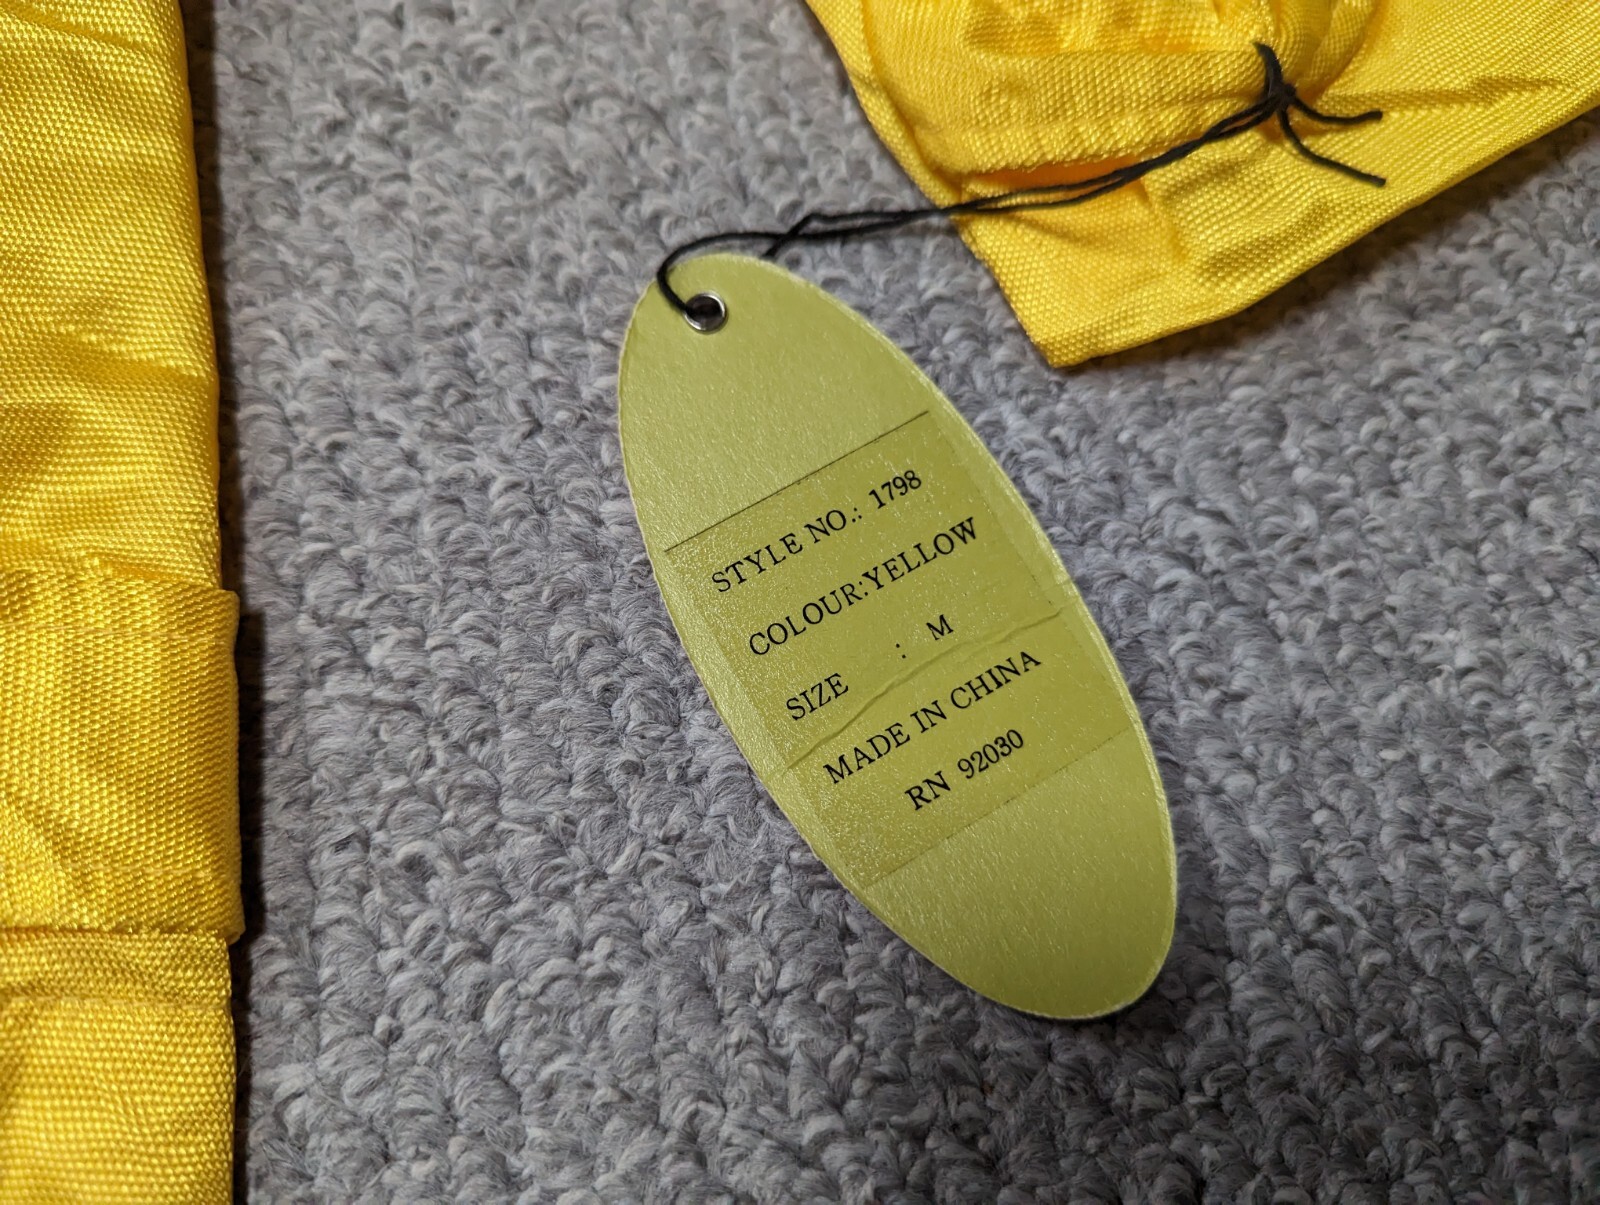 STYLE NO.: 1798
COLOUR:YELLOW
SIZE : M
MADE IN CHINA
RN 92030